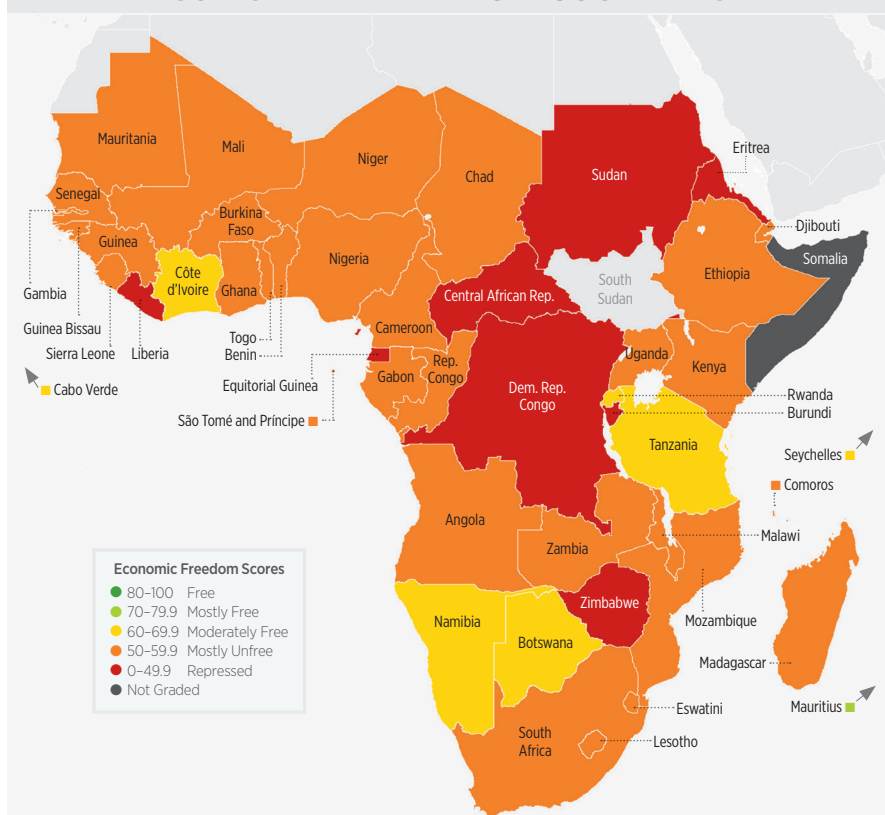 Mauritania
Mali
Niger
Chad
Sudan
Eritrea
Senegal
Burkina
Faso
Guinea
Côte
d'Ivoire
Ghana
Nigeria
Djibouti
Somalia
Ethiopia
South
Sudan
Central African Rep.
Gambia
Guinea Bissau
Sierra Leone
Liberia
Togo
Benin
Cameroon
Equitorial Guinea
Gabon
Rep.
Congo
Uganda
Kenya
Cabo Verde
São Tomé and Príncipe
Dem. Rep.
Congo
Rwanda
Burundi
Tanzania
Seychelles
Comoros
Angola
Zambia
Malawi
Zimbabwe
Mozambique
Namibia
Botswana
Madagascar
Mauritius
Eswatini
Lesotho
South
Africa
Economic Freedom Scores
80–100 Free
70–79.9 Mostly Free
60–69.9 Moderately Free
50–59.9 Mostly Unfree
0–49.9 Repressed
Not Graded